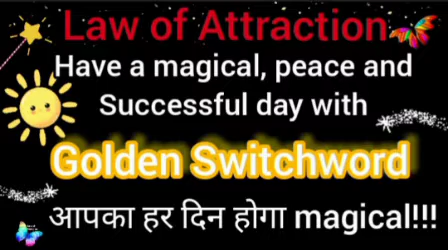 Law of Attraction
Have a magical, peace and
Successful day with
Golden Switchword
आपका हर दिन होगा magical!!!